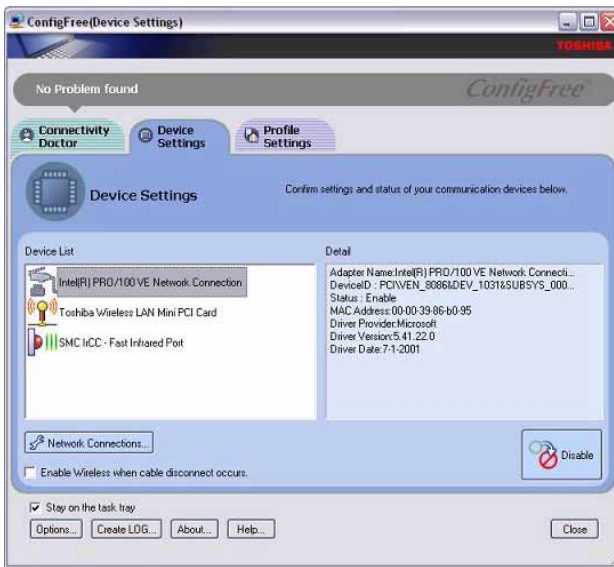 ConfigFree(Device Settings)
TOSHIBA
No Problem found
ConfigFree
Connectivity
Doctor
Device
Settings
Profile
Settings
Device Settings
Confirm settings and status of your communication devices below.
Device List
Intel(R) PRO/100 VE Network Connection
Toshiba Wireless LAN Mini PCI Card
SMC IrCC - Fast Infrared Port
Detail
Adapter Name:Intel(R) PRO/100 VE Network Connecti...
DeviceID : PCI\VEN_8086&DEV_1031&SUBSYS_000...
Status : Enable
MAC Address:00-00-39-86-b0-95
Driver Provider:Microsoft
Driver Version:5.41.22.0
Driver Date:7-1-2001
Network Connections...
Disable
Enable Wireless when cable disconnect occurs.
Stay on the task tray
Options...
Create LOG...
About...
Help...
Close